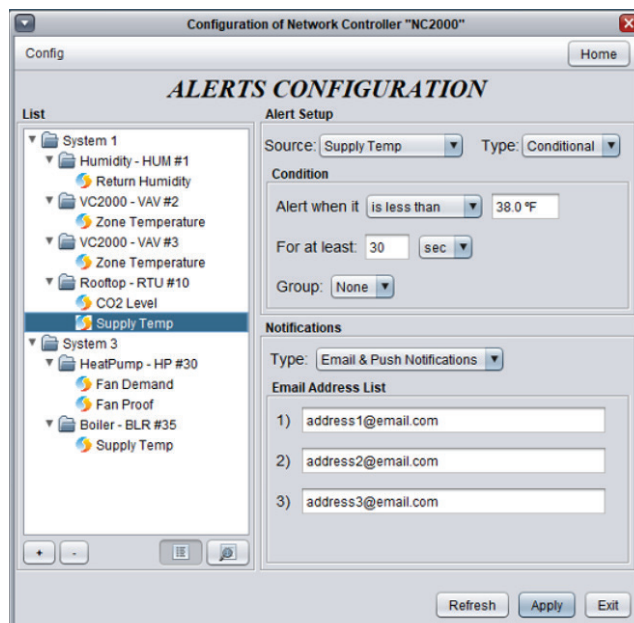 Configuration of Network Controller "NC2000"
Config
Home
ALERTS CONFIGURATION
List
System 1
Humidity - HUM #1
Return Humidity
VC2000 - VAV #2
Zone Temperature
VC2000 - VAV #3
Zone Temperature
Rooftop - RTU #10
CO2 Level
Supply Temp
System 3
HeatPump - HP #30
Fan Demand
Fan Proof
Boiler - BLR #35
Supply Temp
+ -
Alert Setup
Source: Supply Temp Type: Conditional
Condition
Alert when it is less than 38.0 ºF
For at least: 30 sec
Group: None
Notifications
Type: Email & Push Notifications
Email Address List
1) address1@email.com
2) address2@email.com
3) address3@email.com
Refresh Apply Exit